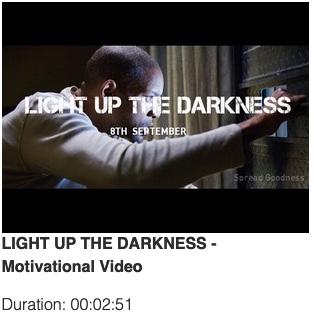 LIGHT UP THE DARKNESS
8TH SEPTEMBER
Spread Goodness
LIGHT UP THE DARKNESS -
Motivational Video
Duration: 00:02:51